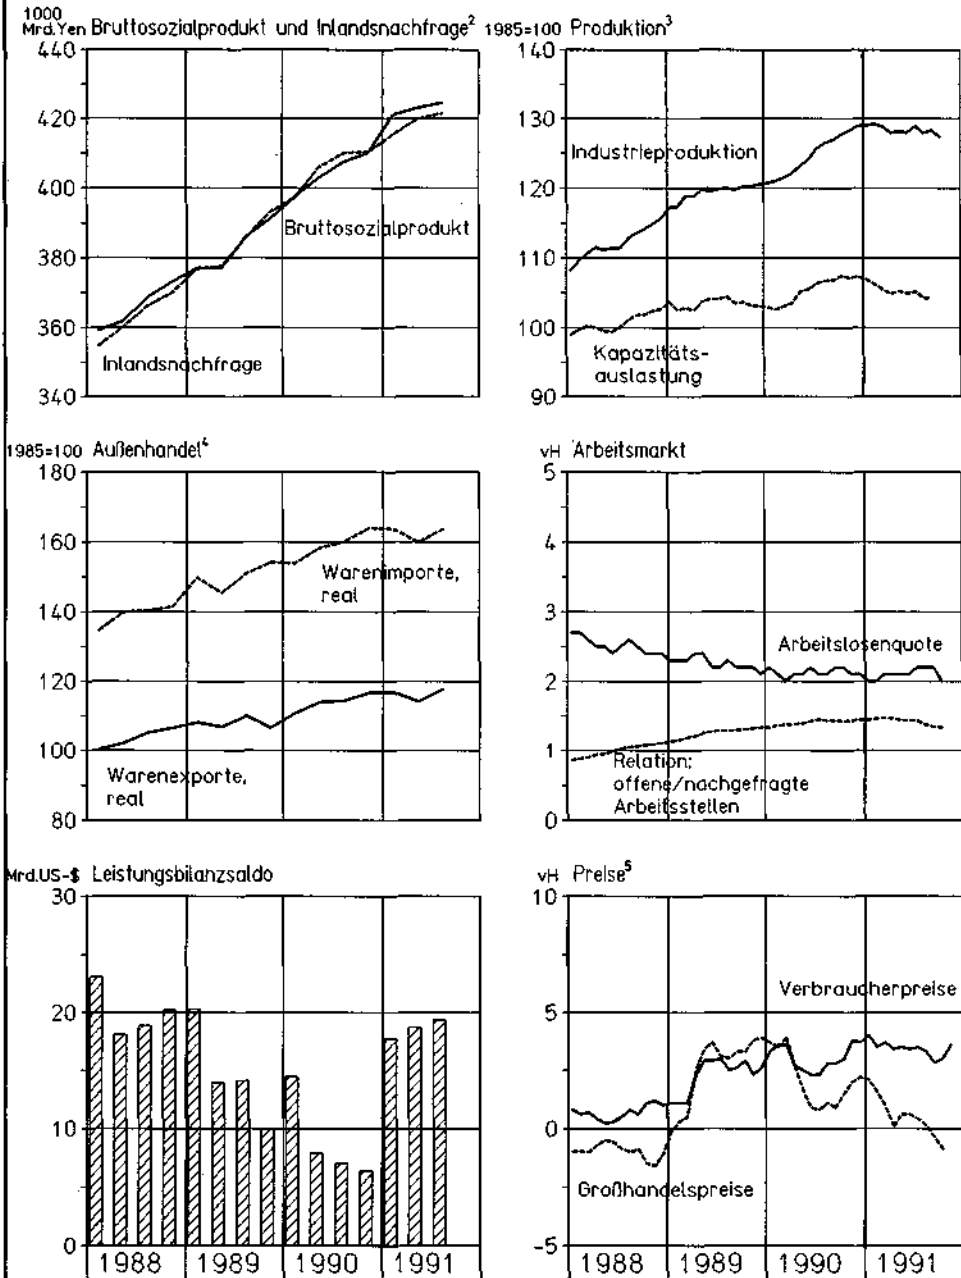 1000
Mrd.Yen Bruttosozialprodukt und Inlandsnachfrage²
440
420
400
380
360
340
Bruttosozialprodukt
Inlandsnachfrage
1985=100 Produktion³
140
130
120
110
100
90
Industrieproduktion
Kapazitäts-
auslastung
1985=100 Außenhandel⁴
180
160
140
120
100
80
Warenimporte,
real
Warenexporte,
real
vH Arbeitsmarkt
5
4
3
2
1
0
Arbeitslosenquote
Relation:
offene/nachgefragte
Arbeitsstellen
Mrd.US-$ Leistungsbilanzsaldo
30
20
10
0
1988 1989 1990 1991
vH Preise⁵
10
5
0
-5
Verbraucherpreise
Großhandelspreise
1988 1989 1990 1991